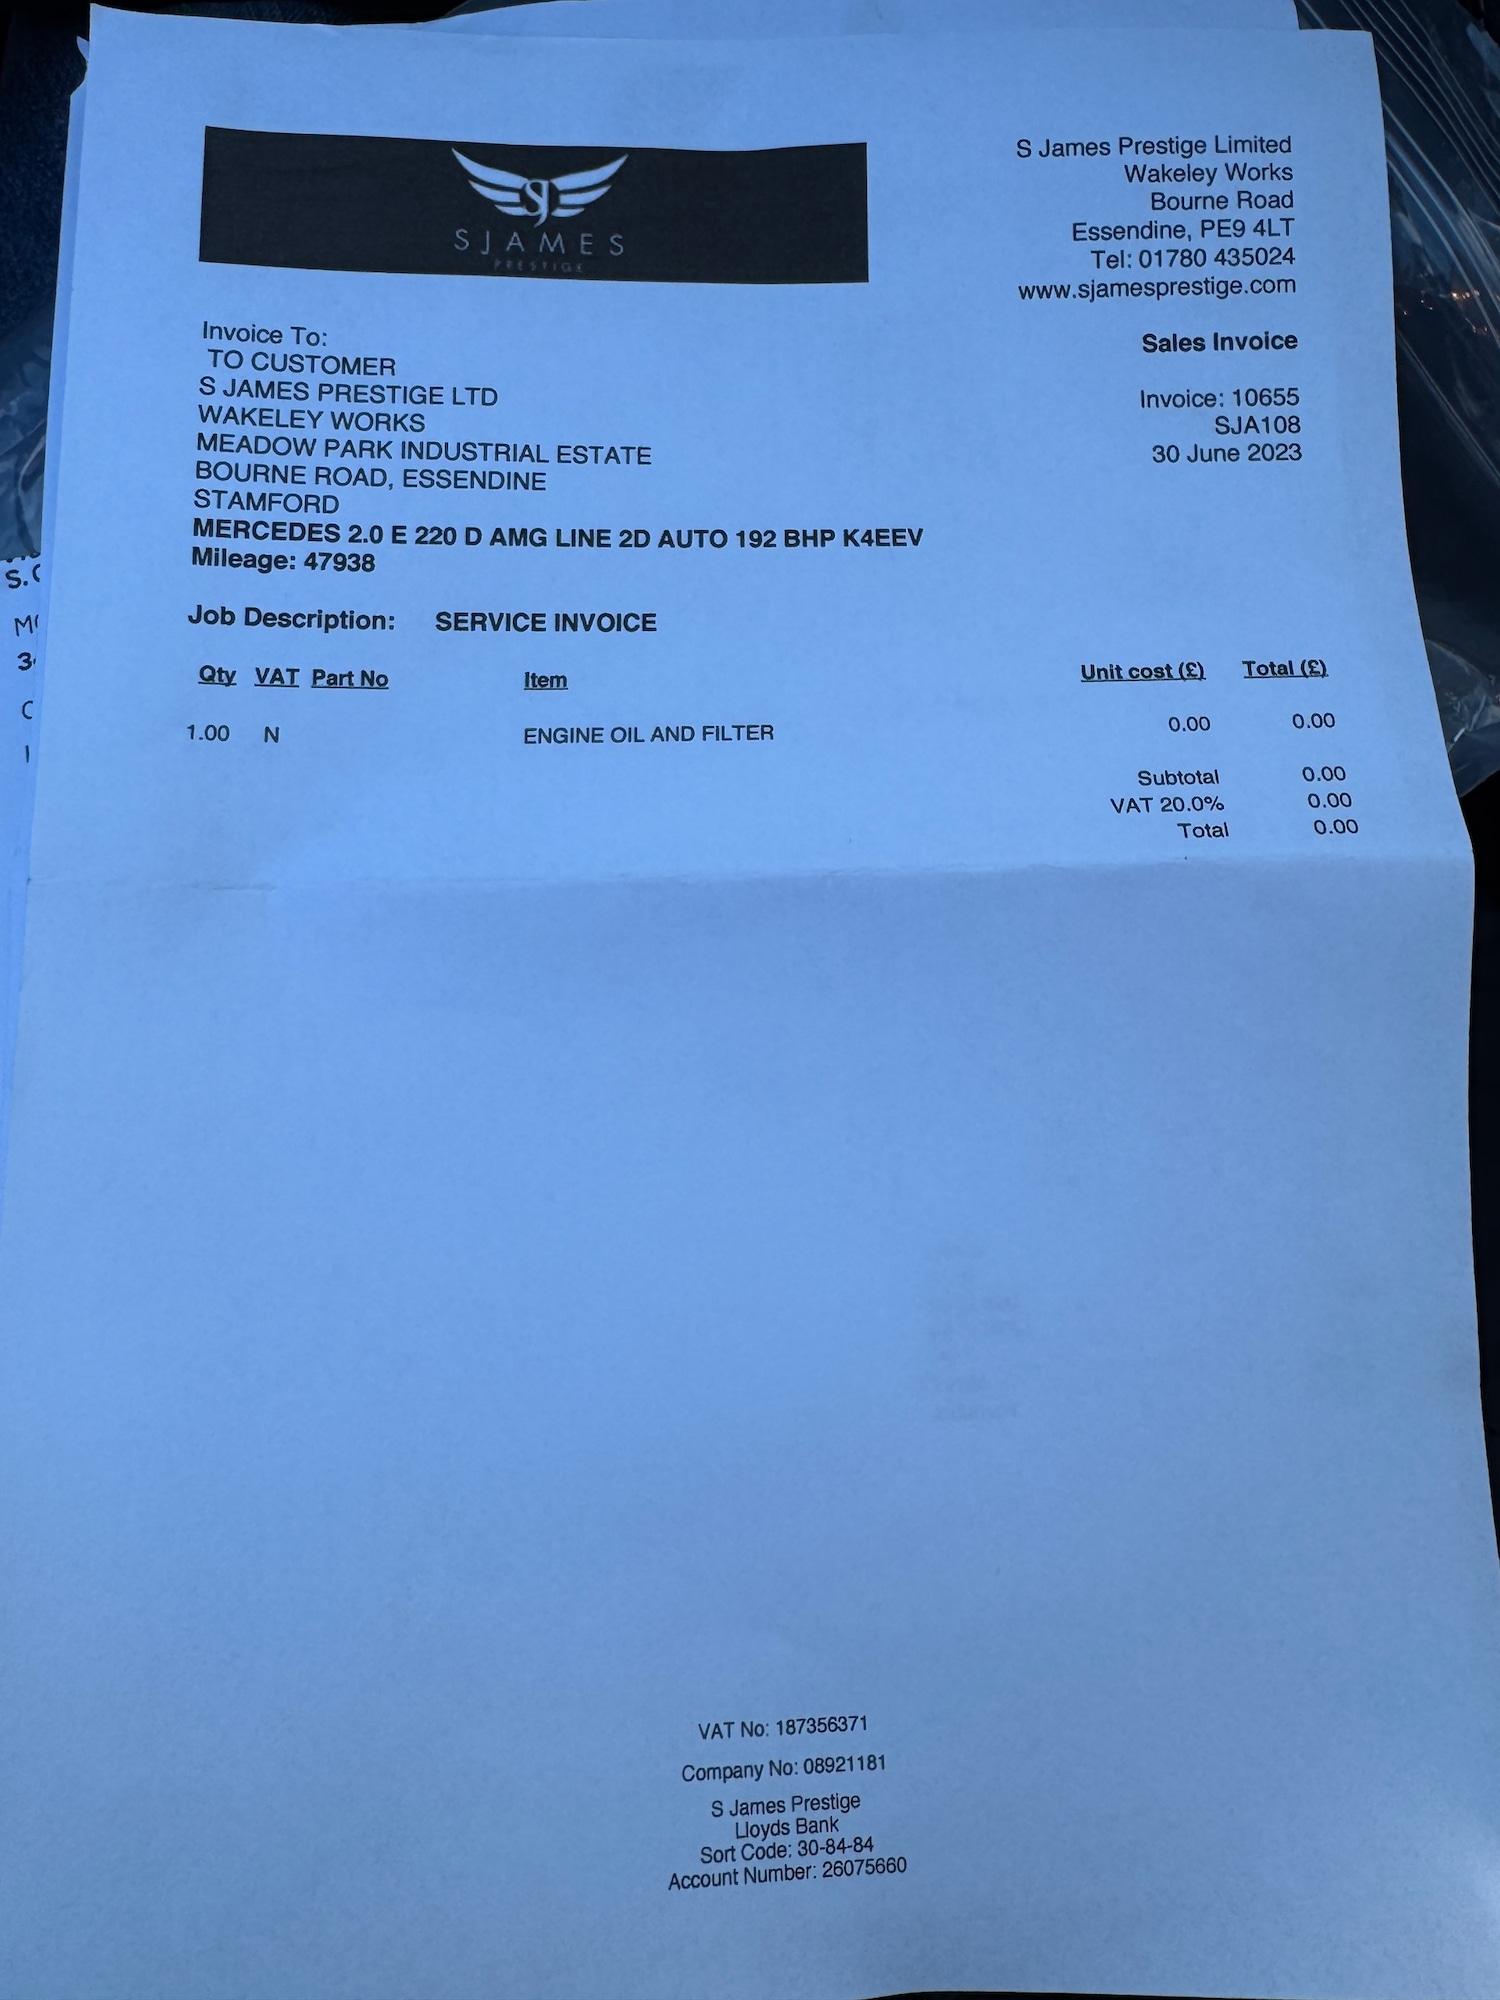 SJ
SJAMES
PRESTIGE
S James Prestige Limited
Wakeley Works
Bourne Road
Essendine, PE9 4LT
Tel: 01780 435024
www.sjamesprestige.com
Sales Invoice
Invoice: 10655
SJA108
30 June 2023
Invoice To:
TO CUSTOMER
S JAMES PRESTIGE LTD
WAKELEY WORKS
MEADOW PARK INDUSTRIAL ESTATE
BOURNE ROAD, ESSENDINE
STAMFORD
MERCEDES 2.0 E 220 D AMG LINE 2D AUTO 192 BHP K4EEV
Mileage: 47938
Job Description: SERVICE INVOICE
Qty VAT Part No Item Unit cost (£) Total (£)
1.00 N ENGINE OIL AND FILTER 0.00 0.00
Subtotal 0.00
VAT 20.0% 0.00
Total 0.00
VAT No: 187356371
Company No: 08921181
S James Prestige
Lloyds Bank
Sort Code: 30-84-84
Account Number: 26075660